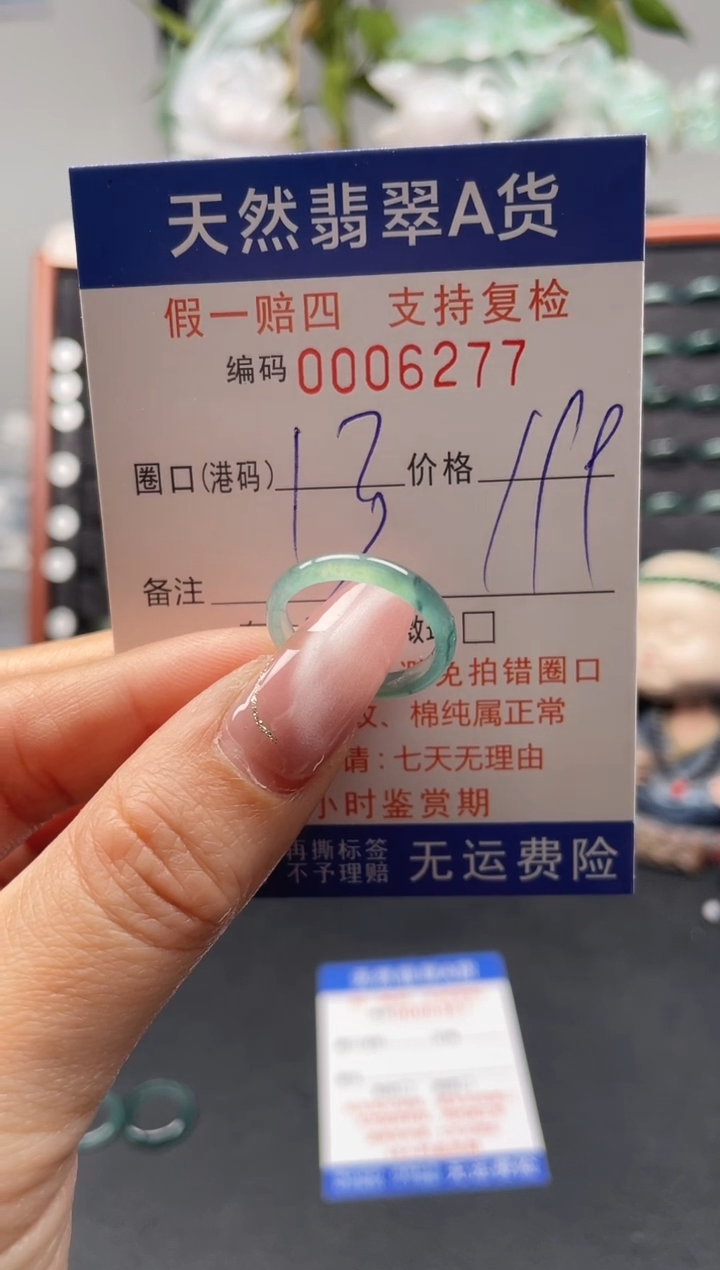 天然翡翠A货
假一赔四 支持复检
编码 0006277
圈口(港码) 13 价格
备注
免拍错圈口
、棉纯属正常
请:七天无理由
小时鉴赏期
再撕标签
不予理赔
无运费险